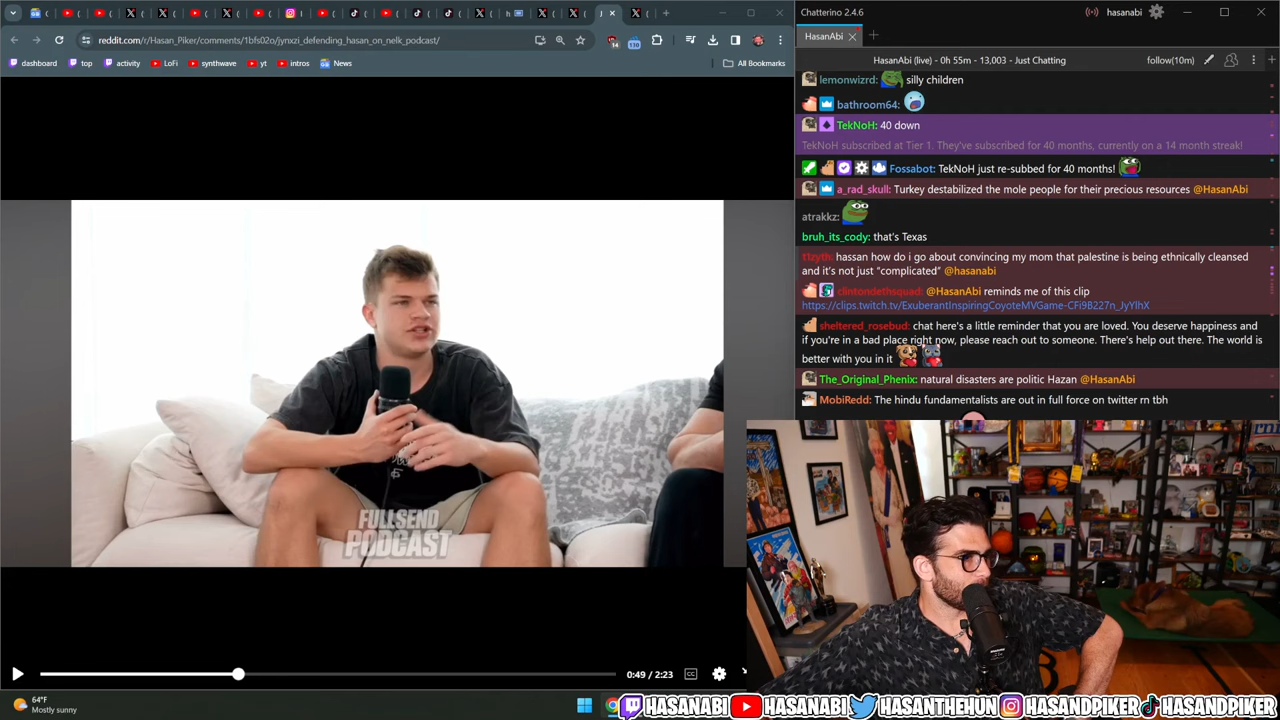 reddit.com/r/Hasan_Piker/comments/1bfs02o/jynxzi_defending_hasan_on_nelk_podcast/
14
130
dashboard
top
activity
LoFi
synthwave
yt
intros
News
All Bookmarks
FULLSEND
PODCAST
0:49 / 2:23
CC
64°F
Mostly sunny
Chatterino 2.4.6
hasanabi
HasanAbi
HasanAbi (live) - 0h 55m - 13,003 - Just Chatting
follow(10m)
lemonwizrd: silly children
bathroom64:
TekNoH: 40 down
TekNoH subscribed at Tier 1. They've subscribed for 40 months, currently on a 14 month streak!
Fossabot: TekNoH just re-subbed for 40 months!
a_rad_skull: Turkey destabilized the mole people for their precious resources @HasanAbi
atrakkz:
bruh_its_cody: that's Texas
t1zyth: hassan how do i go about convincing my mom that palestine is being ethnically cleansed
and it's not just “complicated” @hasanabi
clintondethsquad: @HasanAbi reminds me of this clip
https://clips.twitch.tv/ExuberantInspiringCoyoteMVGame-CFi9B227n_JyYlhX
sheltered_rosebud: chat here's a little reminder that you are loved. You deserve happiness and
if you're in a bad place right now, please reach out to someone. There's help out there. The world is
better with you in it
The_Original_Phenix: natural disasters are politic Hazan @HasanAbi
MobiRedd: The hindu fundamentalists are out in full force on twitter rn tbh
HASANABI
HASANABI
HASANTHEHUN
HASANDPIKER
HASANDPIKER